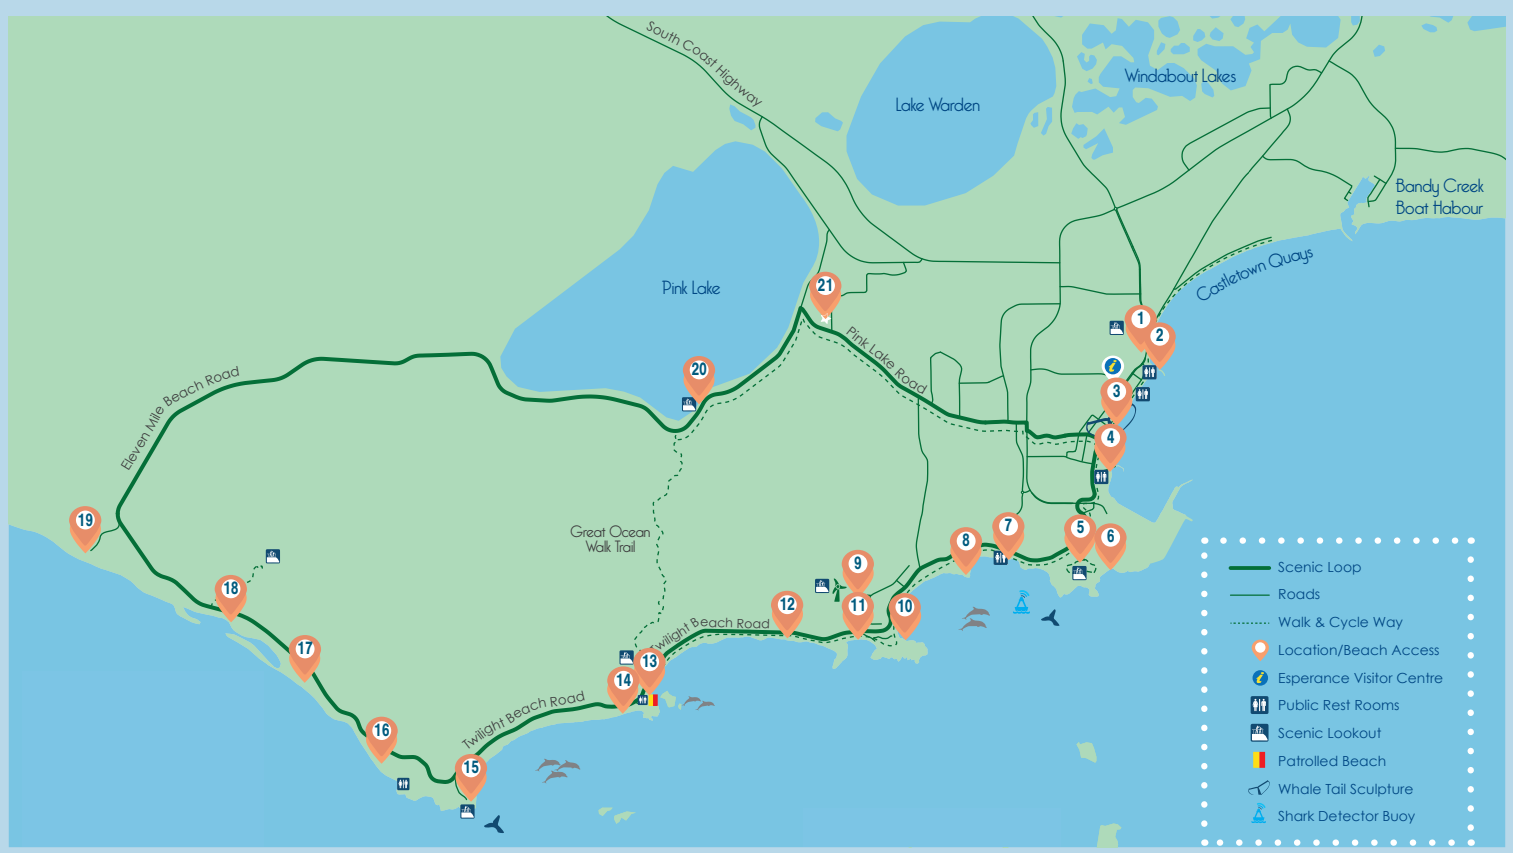 South Coast Highway
Lake Warden
Windabout Lakes
Bandy Creek
Boat Habour
Castletown Quays
Pink Lake
21
Pink Lake Road
1
2
3
4
20
Eleven Mile Beach Road
19
Great Ocean
Walk Trail
5
6
7
8
9
10
11
12
Twilight Beach Road
13
14
18
17
16
Twilight Beach Road
15
i
Scenic Loop
Roads
Walk & Cycle Way
Location/Beach Access
i
Esperance Visitor Centre
Public Rest Rooms
Scenic Lookout
Patrolled Beach
Whale Tail Sculpture
Shark Detector Buoy